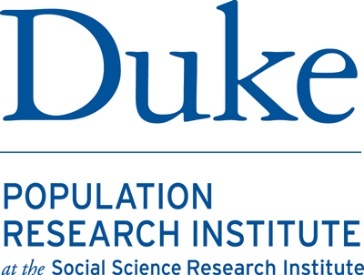 Duke
POPULATION
RESEARCH INSTITUTE
at the Social Science Research Institute